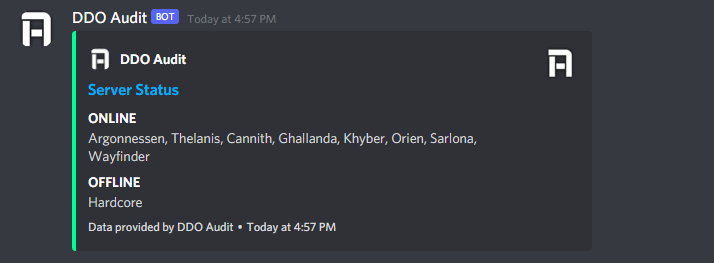 DDO Audit BOT Today at 4:57 PM
DDO Audit
Server Status
ONLINE
Argonnessen, Thelanis, Cannith, Ghallanda, Khyber, Orien, Sarlona,
Wayfinder
OFFLINE
Hardcore
Data provided by DDO Audit • Today at 4:57 PM